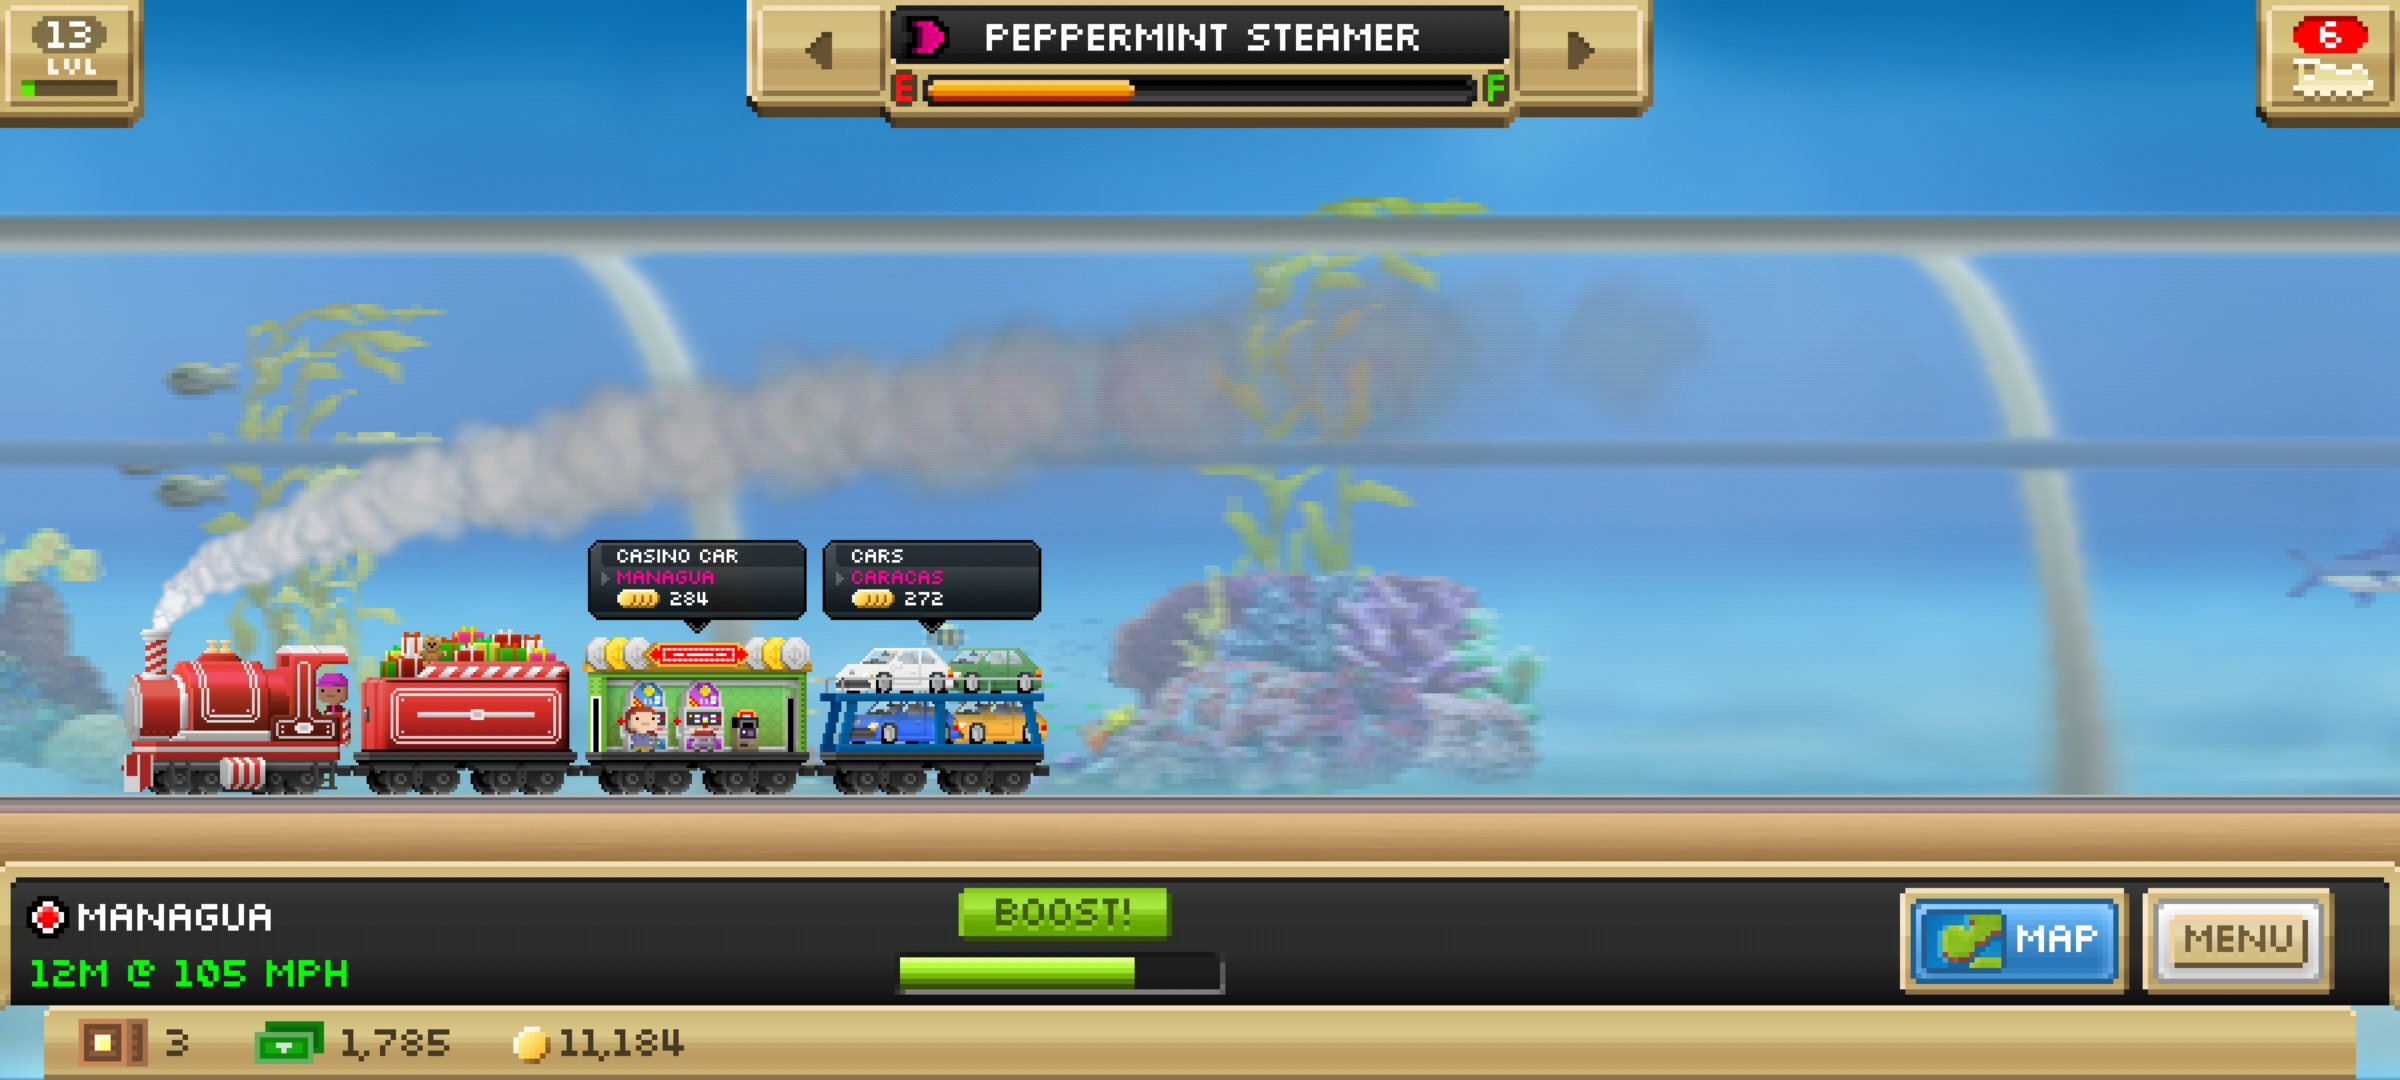 13
LVL
PEPPERMINT STEAMER
E
F
6
CASINO CAR
MANAGUA
284
CARS
CARACAS
272
MANAGUA
12M @ 105 MPH
BOOST!
MAP
MENU
3
1,785
11,184